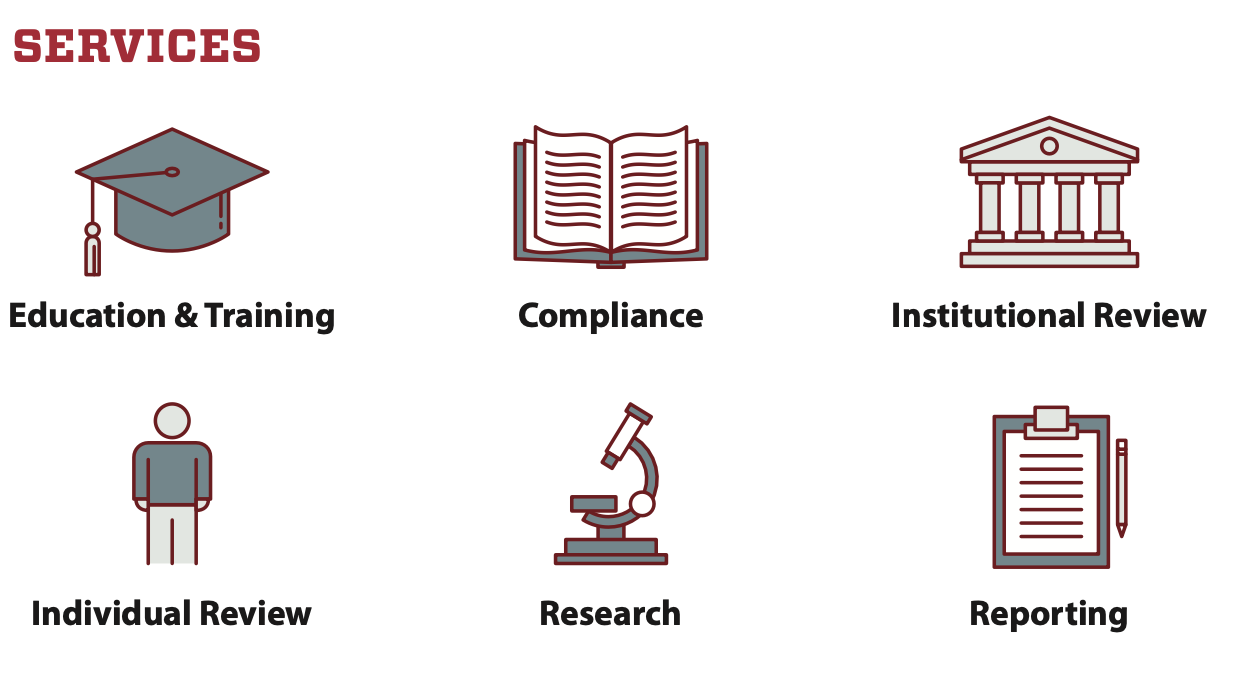 SERVICES
Education & Training
Compliance
Institutional Review
Individual Review
Research
Reporting